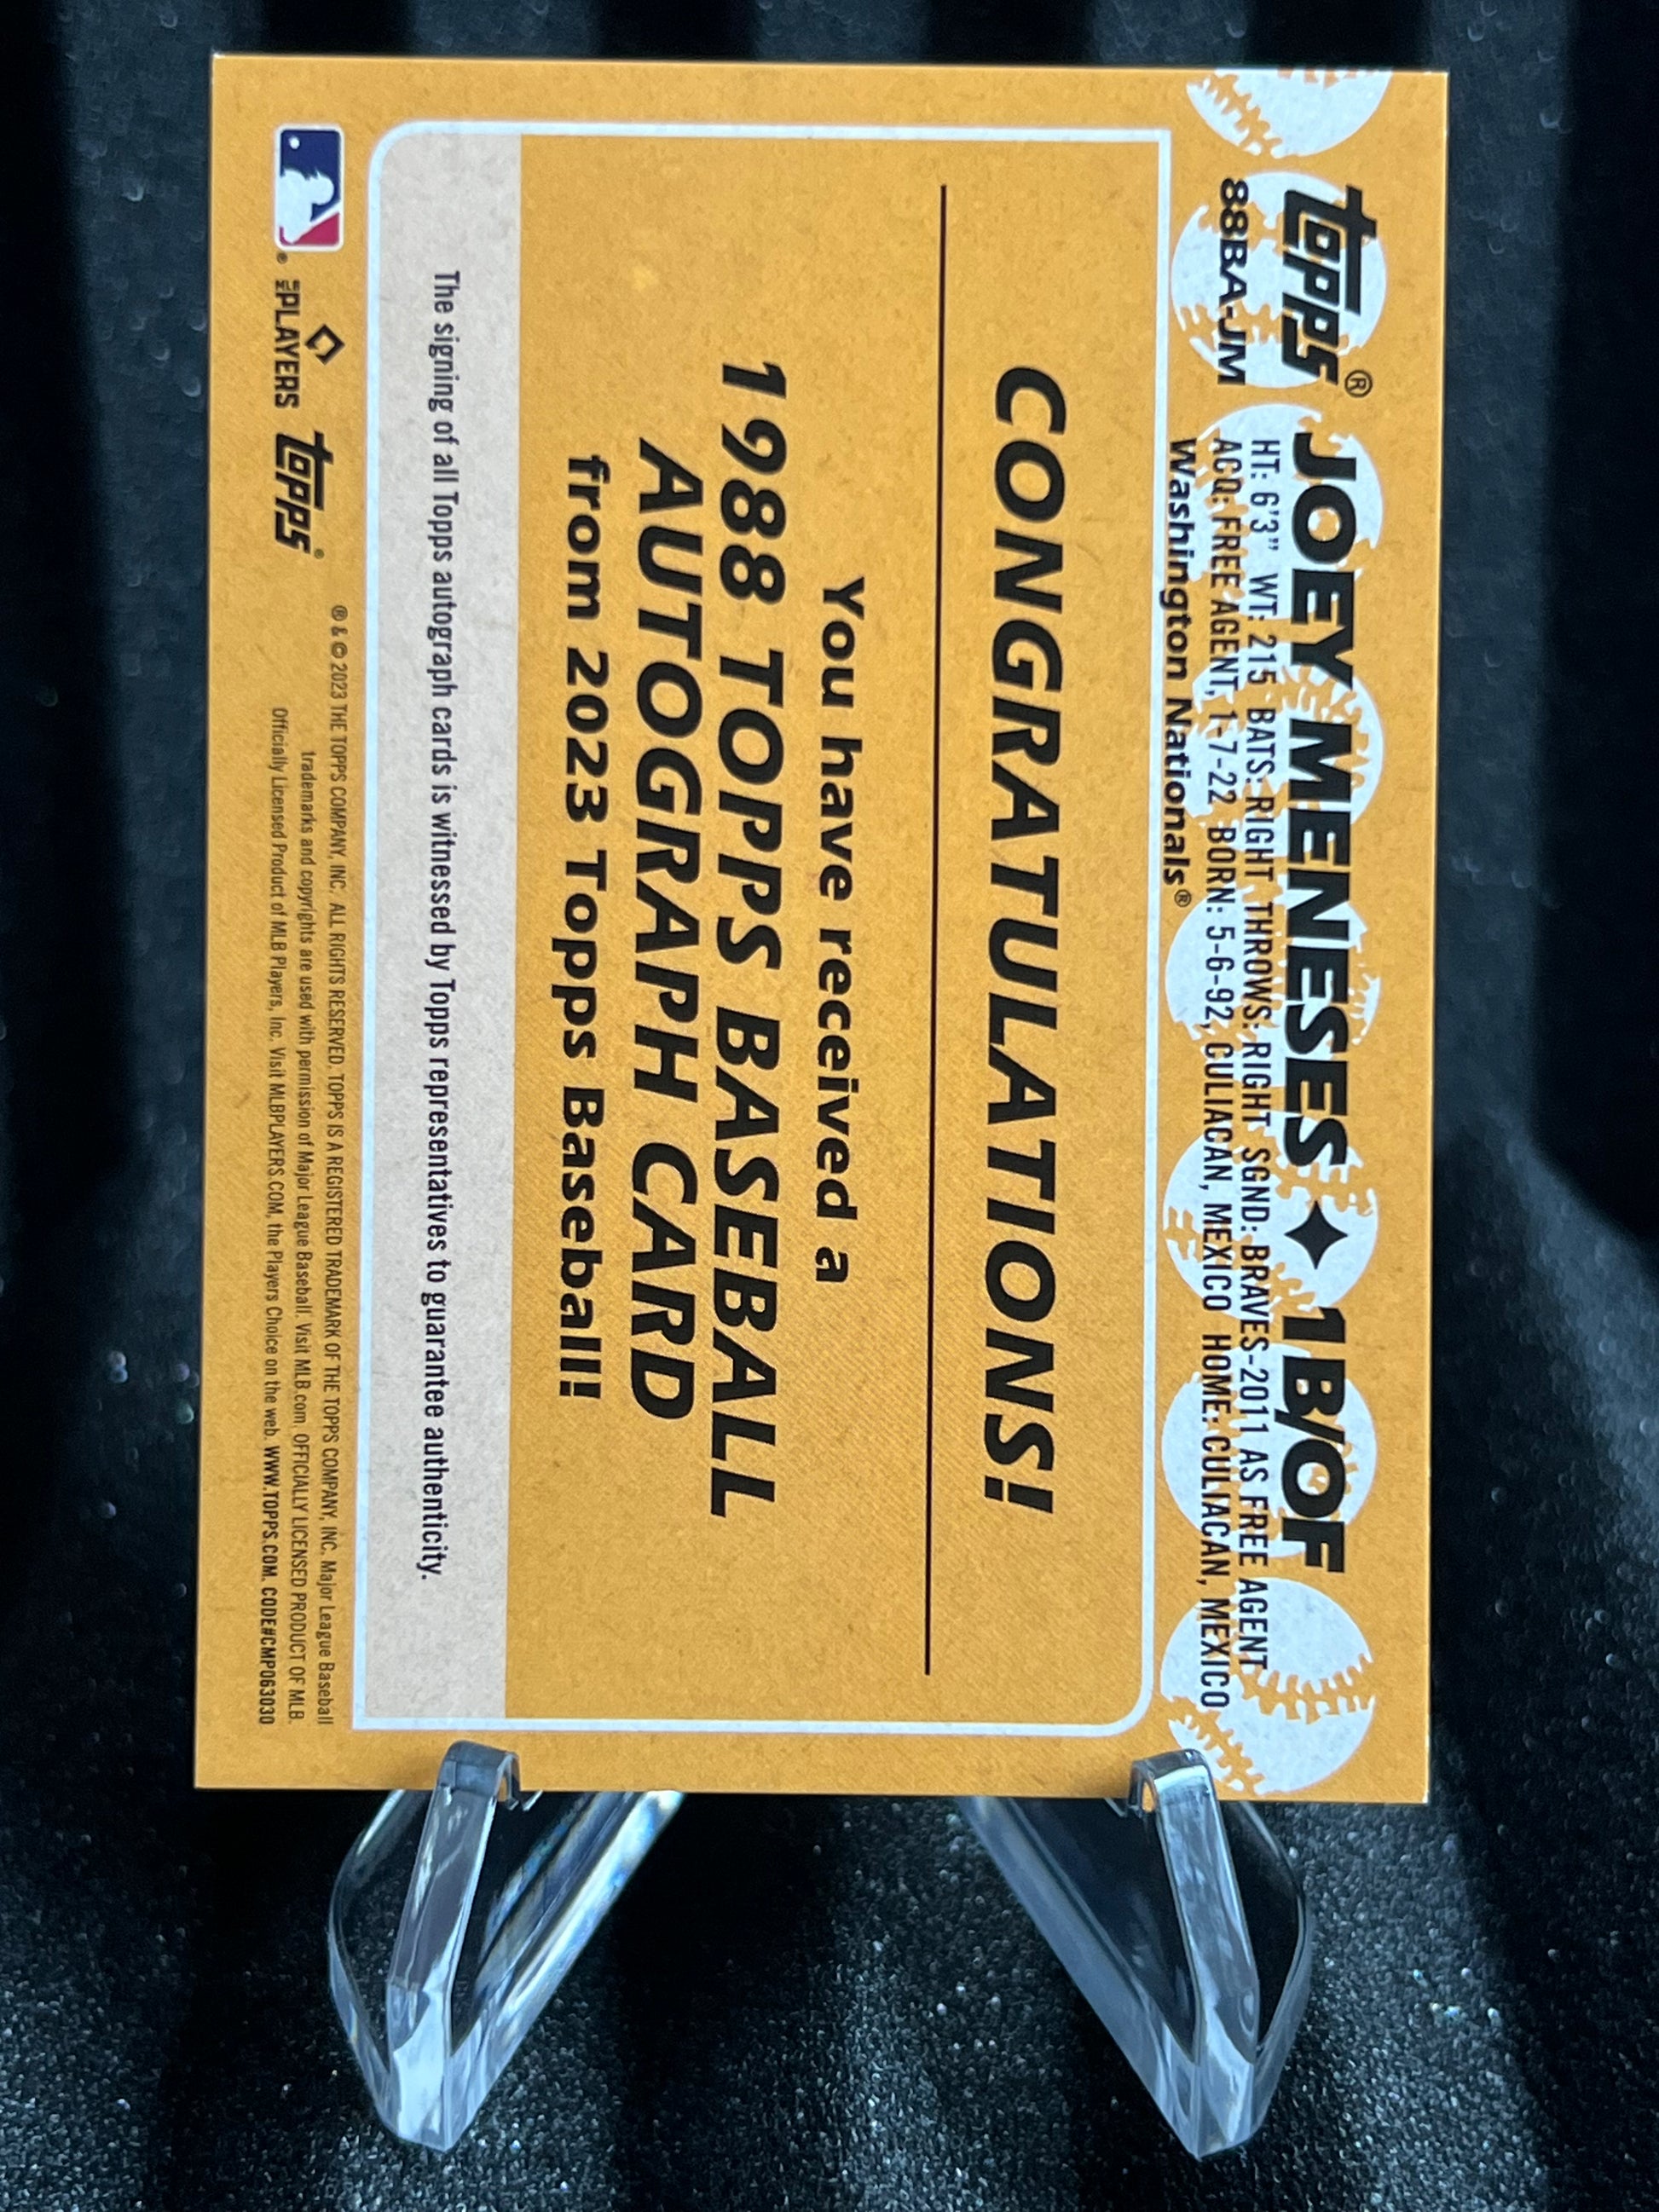 topps®
88BA-JM
JOEY MENESES ✦ 1B/OF
HT: 6'3" WT: 215 BATS: RIGHT THROWS: RIGHT SGND: BRAVES-2011 AS FREE AGENT
ACQ: FREE AGENT, 1-7-22 BORN: 5-6-92, CULIACAN, MEXICO HOME: CULIACAN, MEXICO
Washington Nationals®
CONGRATULATIONS!
You have received a
1988 TOPPS BASEBALL
AUTOGRAPH CARD
from 2023 Topps Baseball!
The signing of all Topps autograph cards is witnessed by Topps representatives to guarantee authenticity.
®
MLB PLAYERS
topps®
® & © 2023 THE TOPPS COMPANY, INC. ALL RIGHTS RESERVED. TOPPS IS A REGISTERED TRADEMARK OF THE TOPPS COMPANY, INC. Major League Baseball
trademarks and copyrights are used with permission of Major League Baseball. Visit MLB.com. OFFICIALLY LICENSED PRODUCT OF MLB
Officially Licensed Product of MLB Players, Inc. Visit MLBPLAYERS.COM, the Players Choice on the web. WWW.TOPPS.COM. CODE#CMP063030